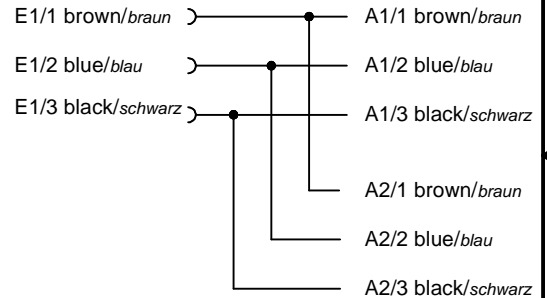 E1/1 brown/braun
A1/1 brown/braun
E1/2 blue/blau
A1/2 blue/blau
E1/3 black/schwarz
A1/3 black/schwarz
A2/1 brown/braun
A2/2 blue/blau
A2/3 black/schwarz